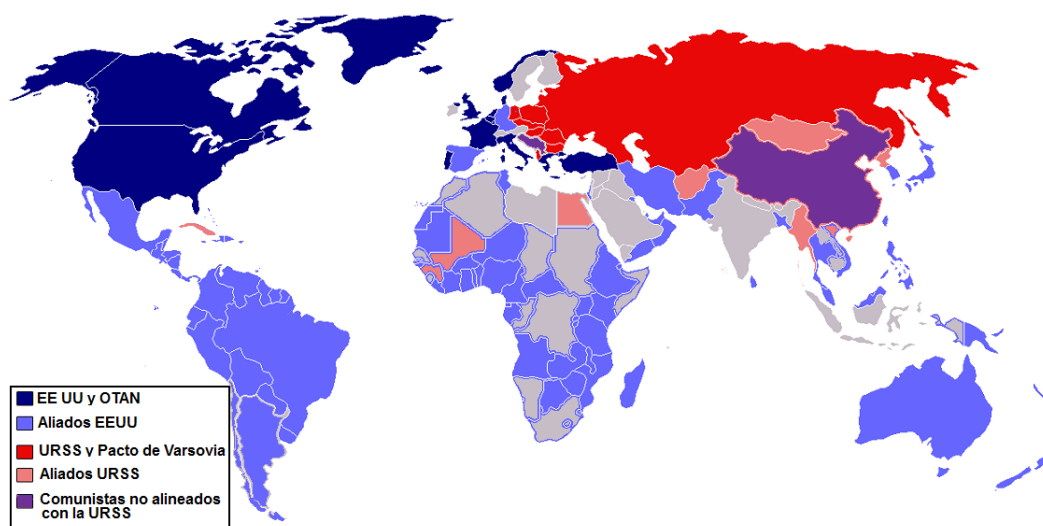 EE UU y OTAN
Aliados EEUU
URSS y Pacto de Varsovia
Aliados URSS
Comunistas no alineados
con la URSS